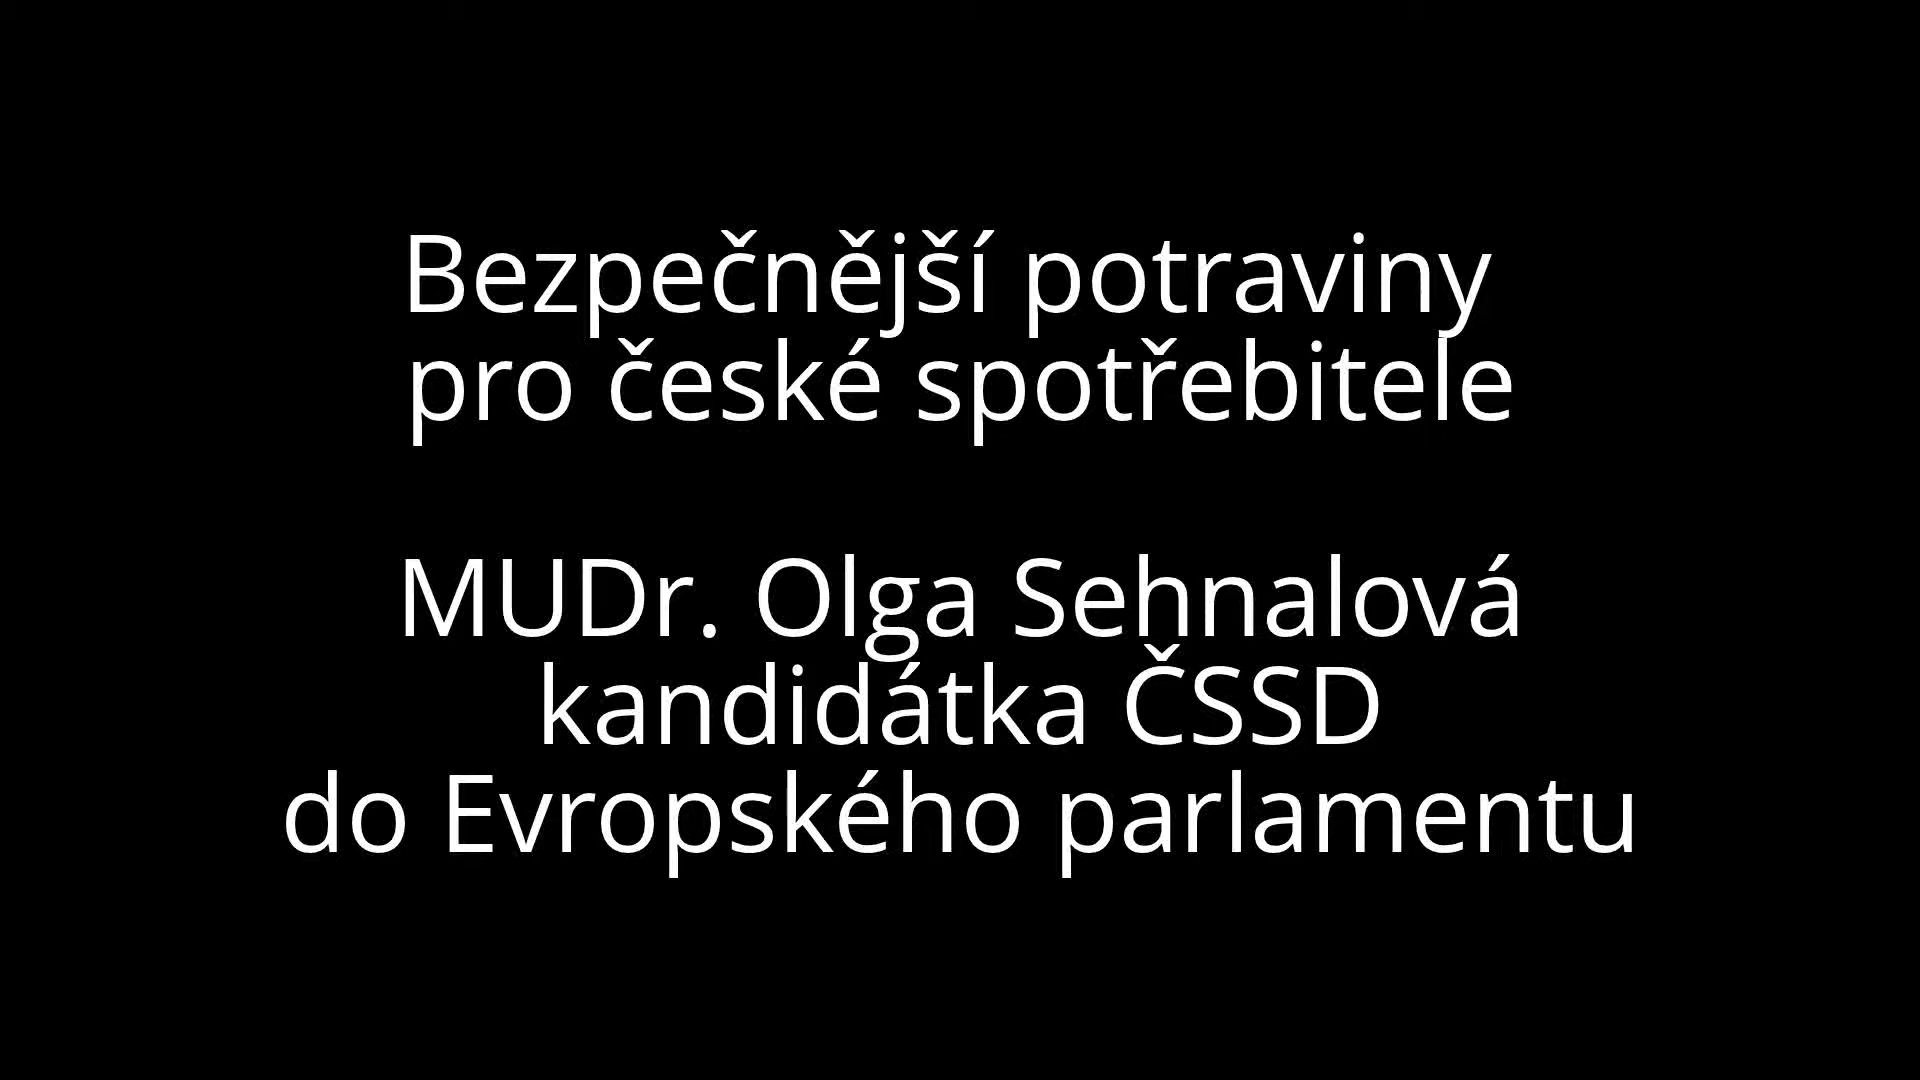 Bezpečnější potraviny
pro české spotřebitele
MUDr. Olga Sehnalová
kandidátka ČSSD
do Evropského parlamentu